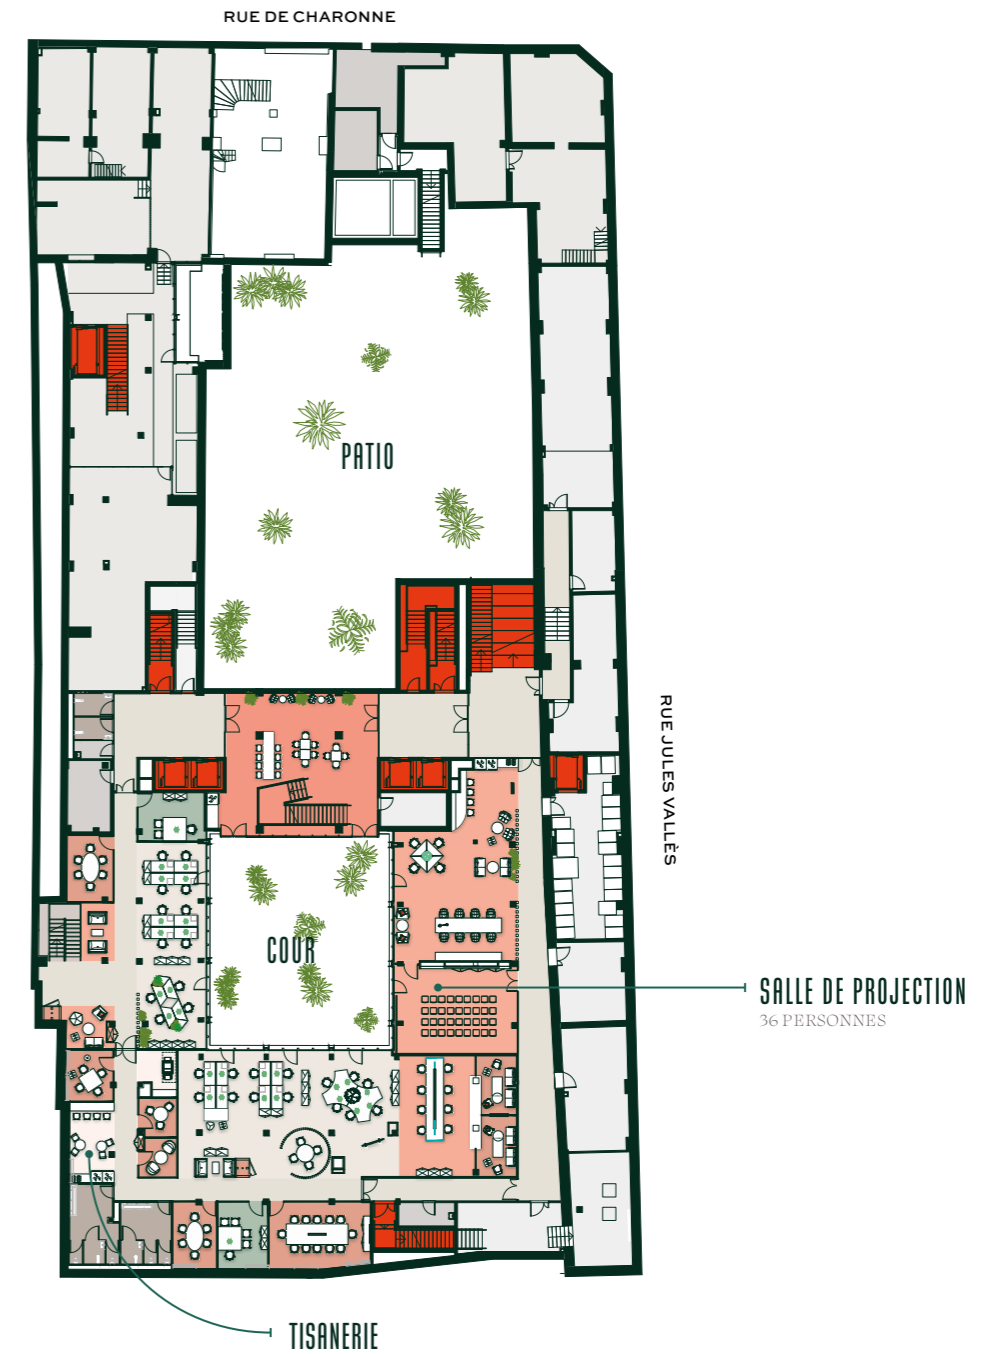 RUE DE CHARONNE
PATIO
RUE JULES VALLÈS
COUR
SALLE DE PROJECTION
36 PERSONNES
TISANERIE